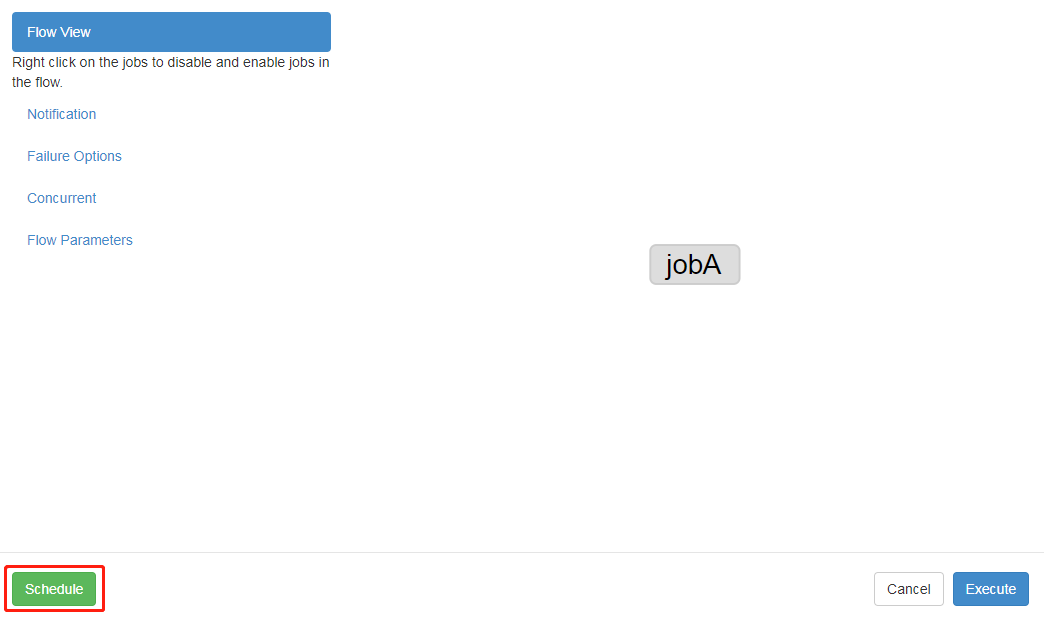 Flow View
Right click on the jobs to disable and enable jobs in
the flow.
Notification
Failure Options
Concurrent
Flow Parameters
jobA
Schedule
Cancel
Execute